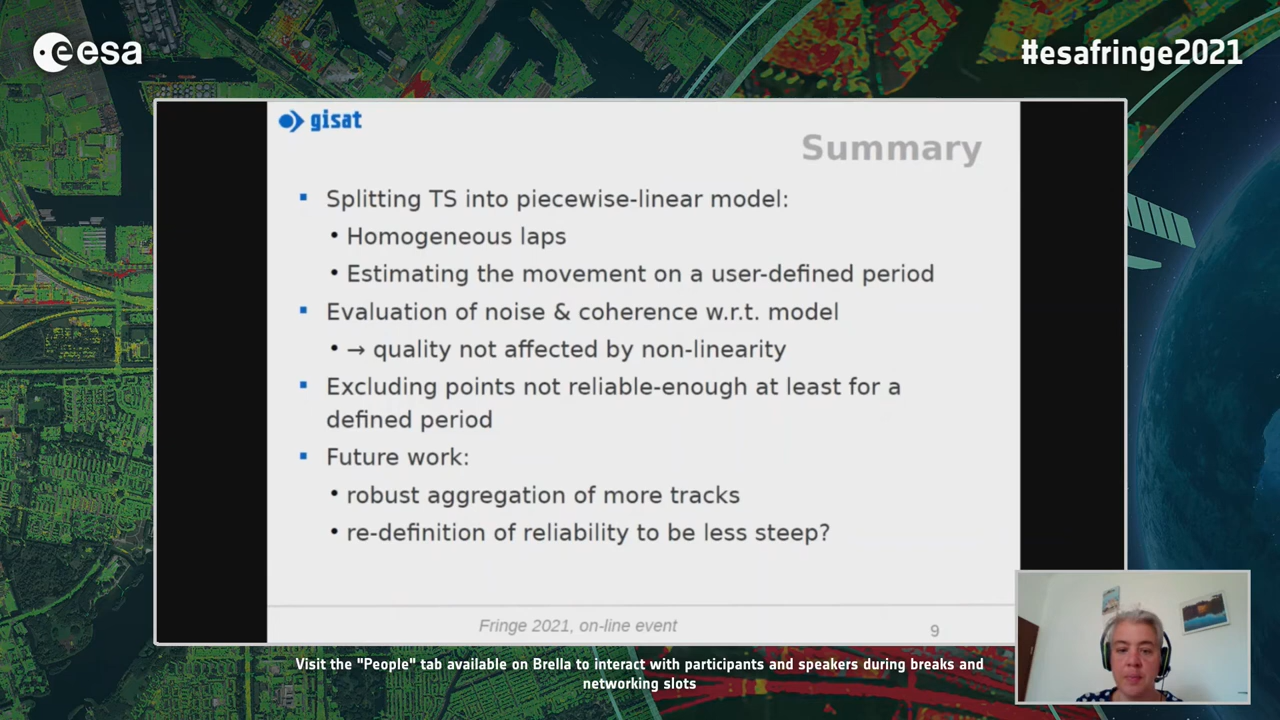 esa
#esafringe2021
gisat
Summary
Splitting TS into piecewise-linear model:
• Homogeneous laps
• Estimating the movement on a user-defined period
Evaluation of noise & coherence w.r.t. model
• → quality not affected by non-linearity
Excluding points not reliable-enough at least for a
defined period
Future work:
• robust aggregation of more tracks
• re-definition of reliability to be less steep?
Fringe 2021, on-line event
9
Visit the "People" tab available on Brella to interact with participants and speakers during breaks and
networking slots